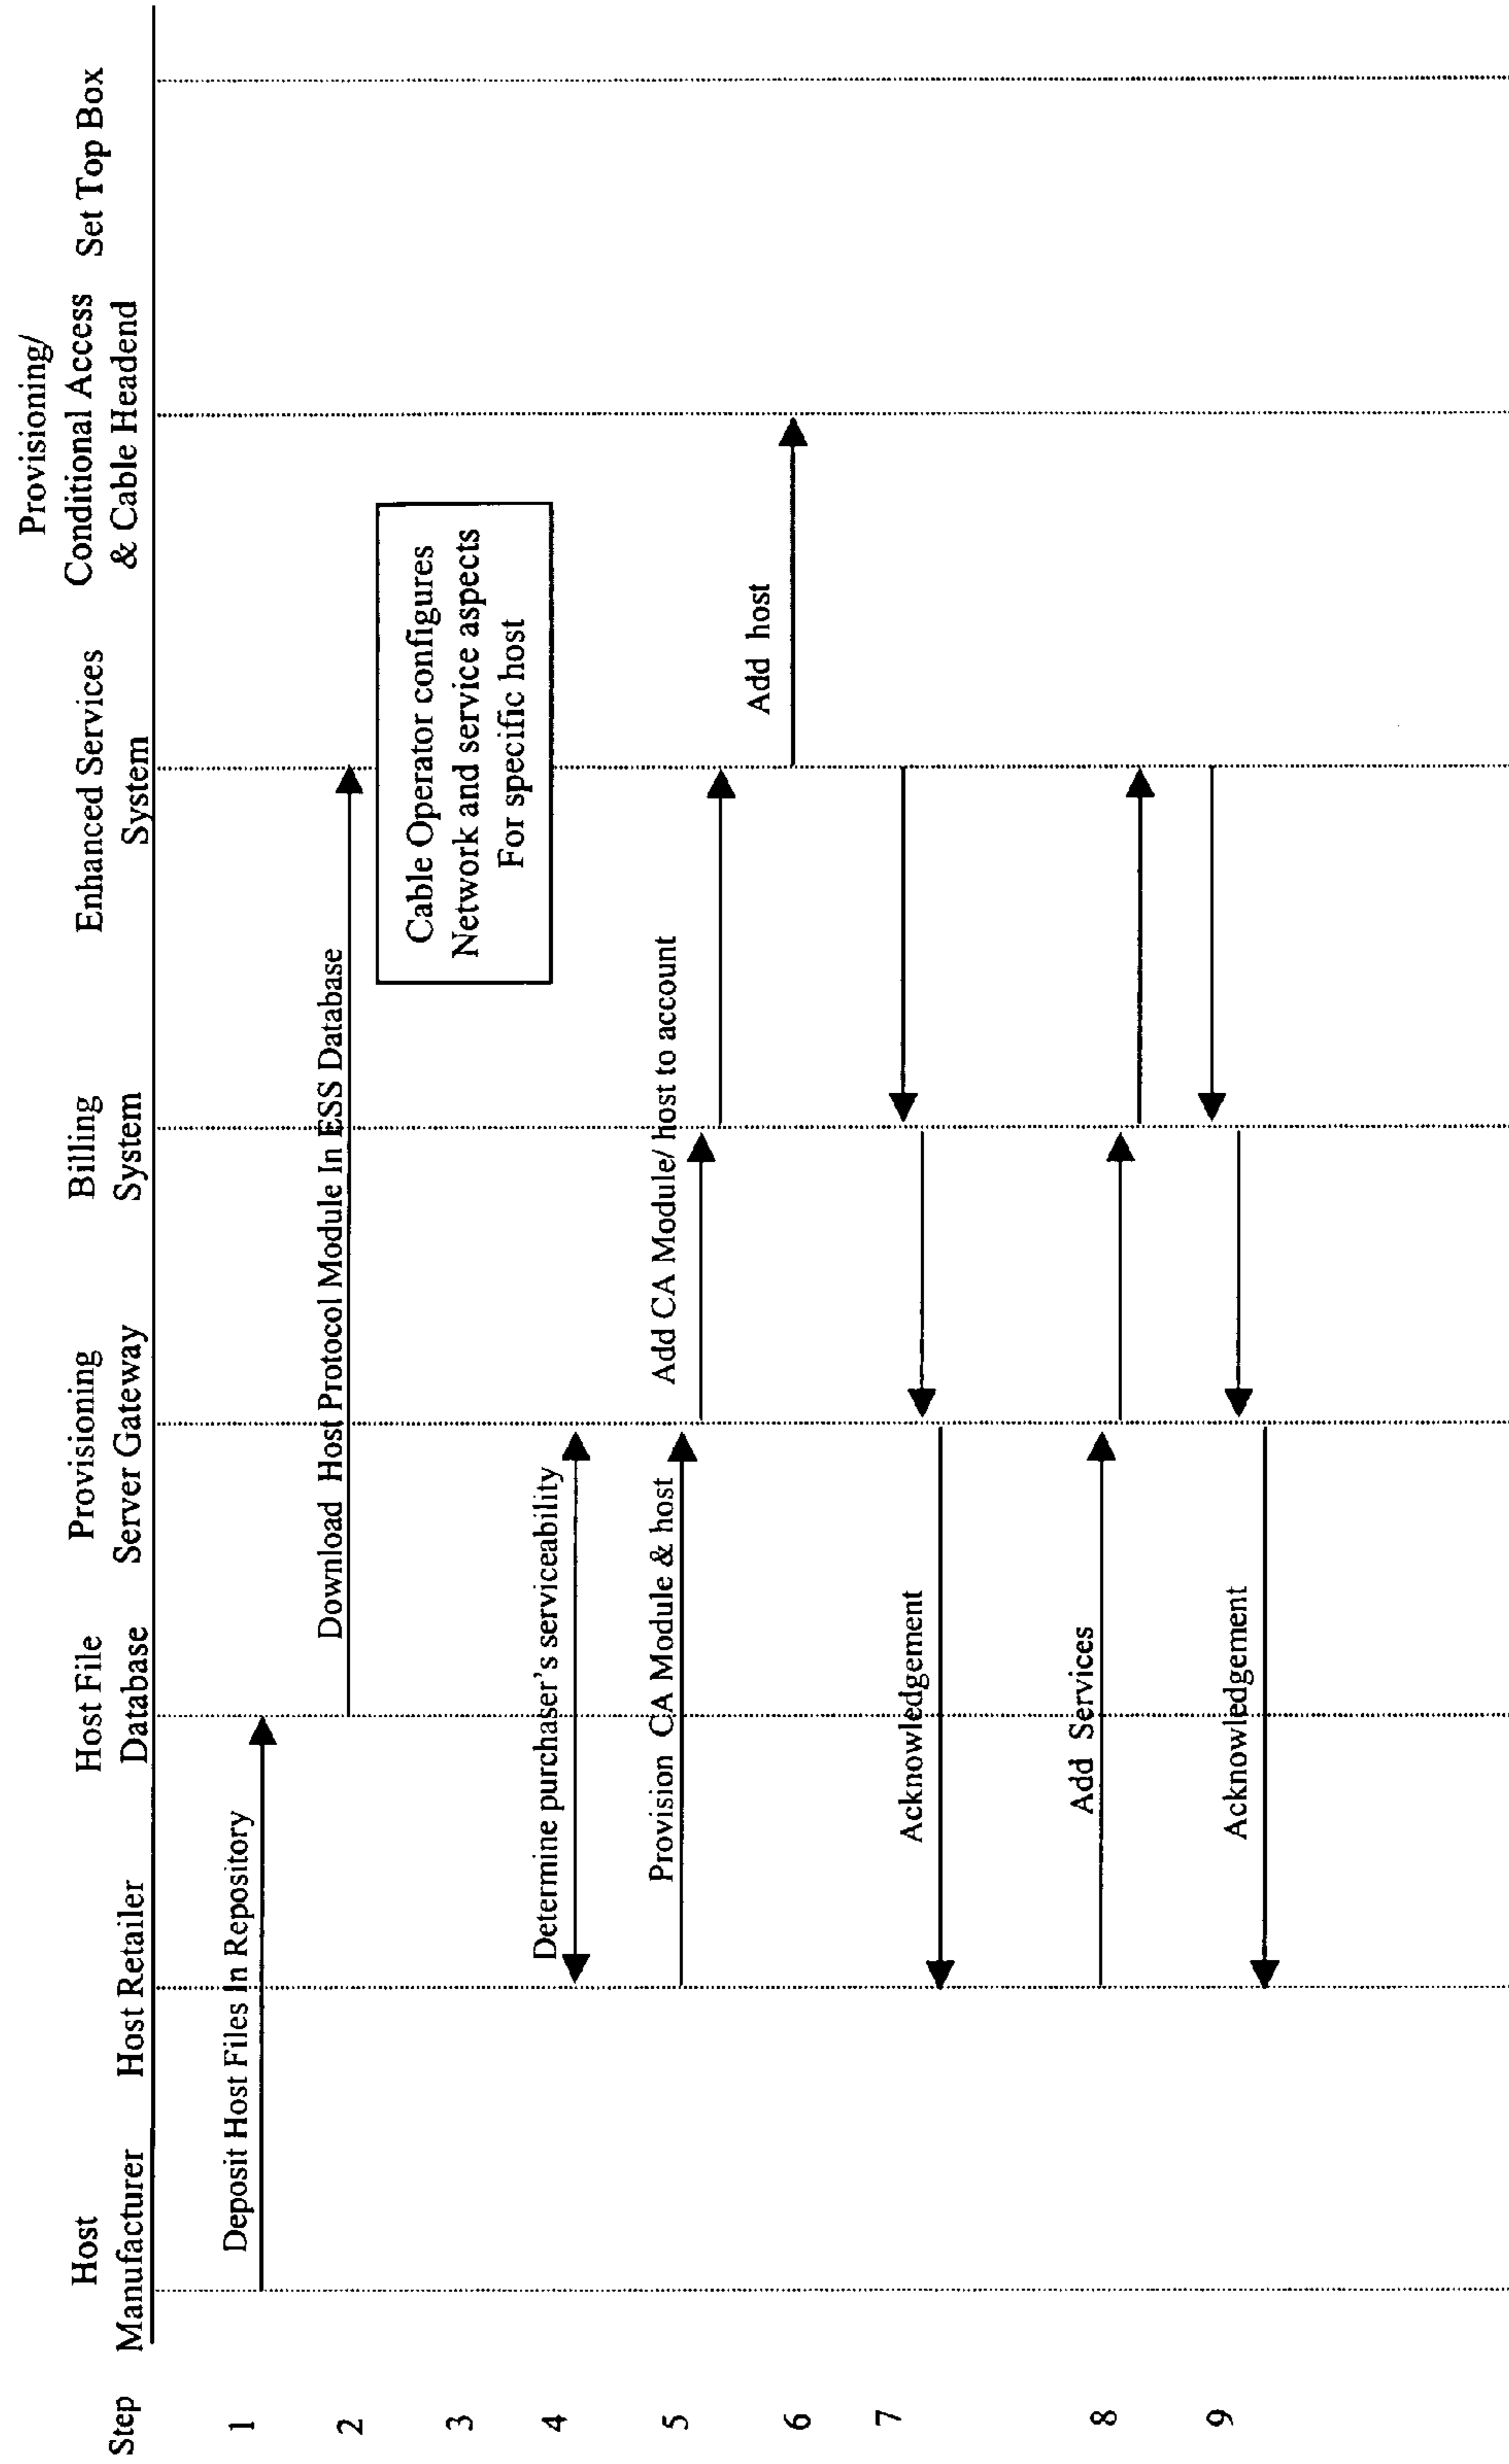 Step
Host
Manufacturer
Host Retailer
Host File
Database
Provisioning
Server Gateway
Billing
System
Enhanced Services
System
Provisioning/
Conditional Access
& Cable Headend
Set Top Box
1
Deposit Host Files In Repository
2
Download Host Protocol Module In ESS Database
3
Cable Operator configures
Network and service aspects
For specific host
4
Determine purchaser's serviceability
5
Provision CA Module & host
Add CA Module/ host to account
6
Add host
7
Acknowledgement
8
Add Services
9
Acknowledgement